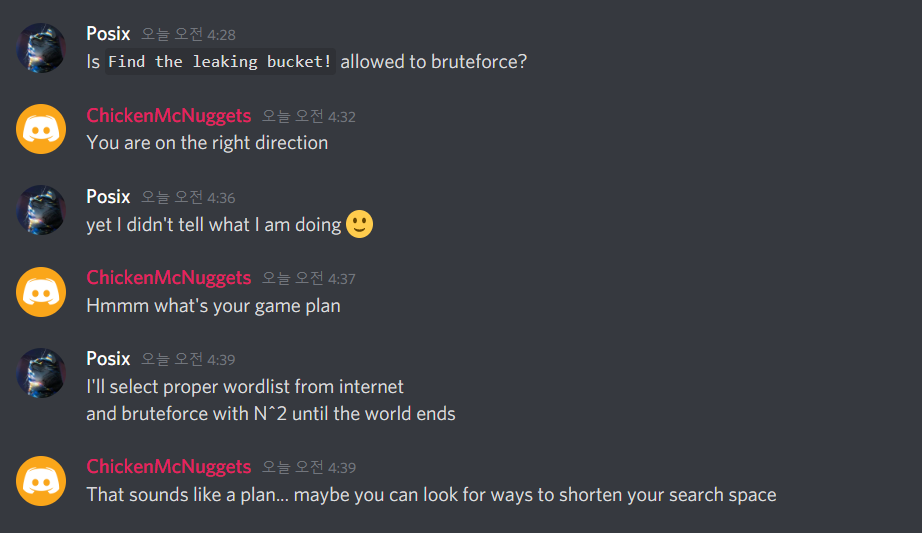 Posix 오늘 오전 4:28
Is Find the leaking bucket! allowed to bruteforce?
ChickenMcNuggets 오늘 오전 4:32
You are on the right direction
Posix 오늘 오전 4:36
yet I didn't tell what I am doing 🙂
ChickenMcNuggets 오늘 오전 4:37
Hmmm what's your game plan
Posix 오늘 오전 4:39
I'll select proper wordlist from internet
and bruteforce with N^2 until the world ends
ChickenMcNuggets 오늘 오전 4:39
That sounds like a plan... maybe you can look for ways to shorten your search space